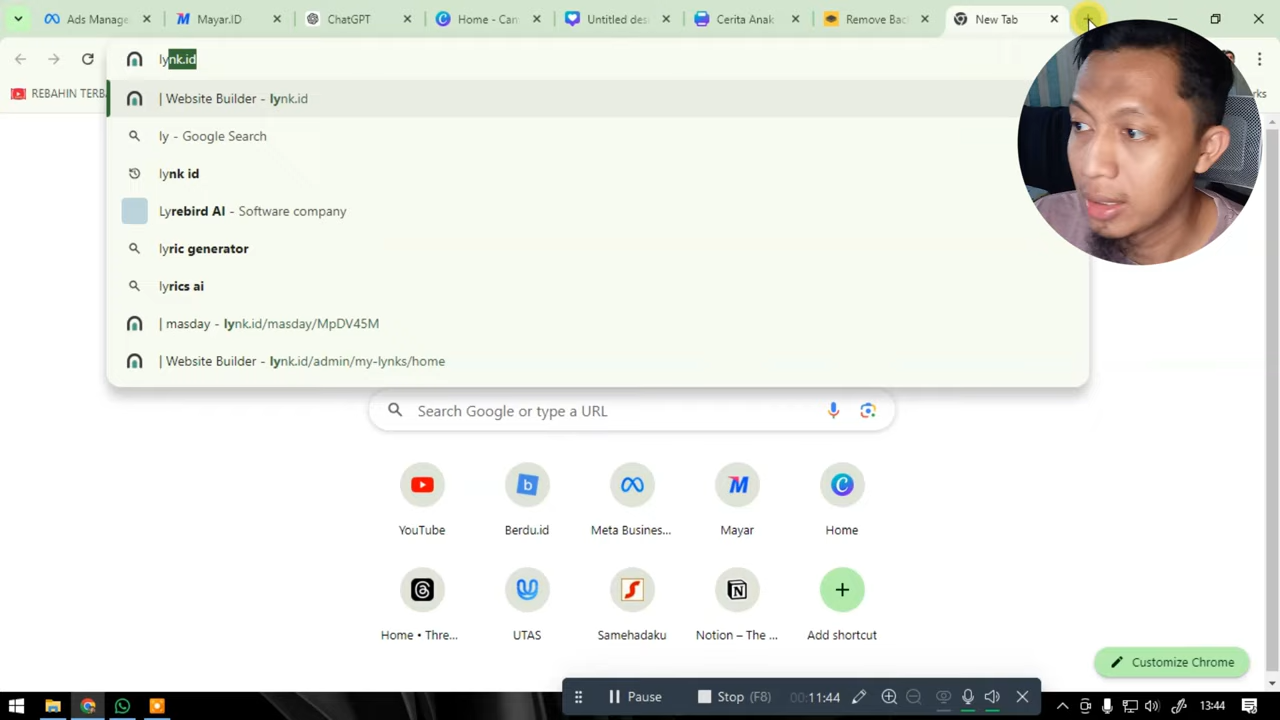 Ads Manage
Mayar.ID
ChatGPT
Home - Can
Untitled des
Cerita Anak
Remove Bac
New Tab
lynk.id
REBAHIN TERB
| Website Builder - lynk.id
ly - Google Search
lynk id
Lyrebird AI - Software company
lyric generator
lyrics ai
| masday - lynk.id/masday/MpDV45M
| Website Builder - lynk.id/admin/my-lynks/home
Search Google or type a URL
YouTube
Berdu.id
Meta Busines...
Mayar
Home
Home • Thre...
UTAS
Samehadaku
Notion – The ...
Add shortcut
Customize Chrome
Pause
Stop (F8)
00:11:44
13:44